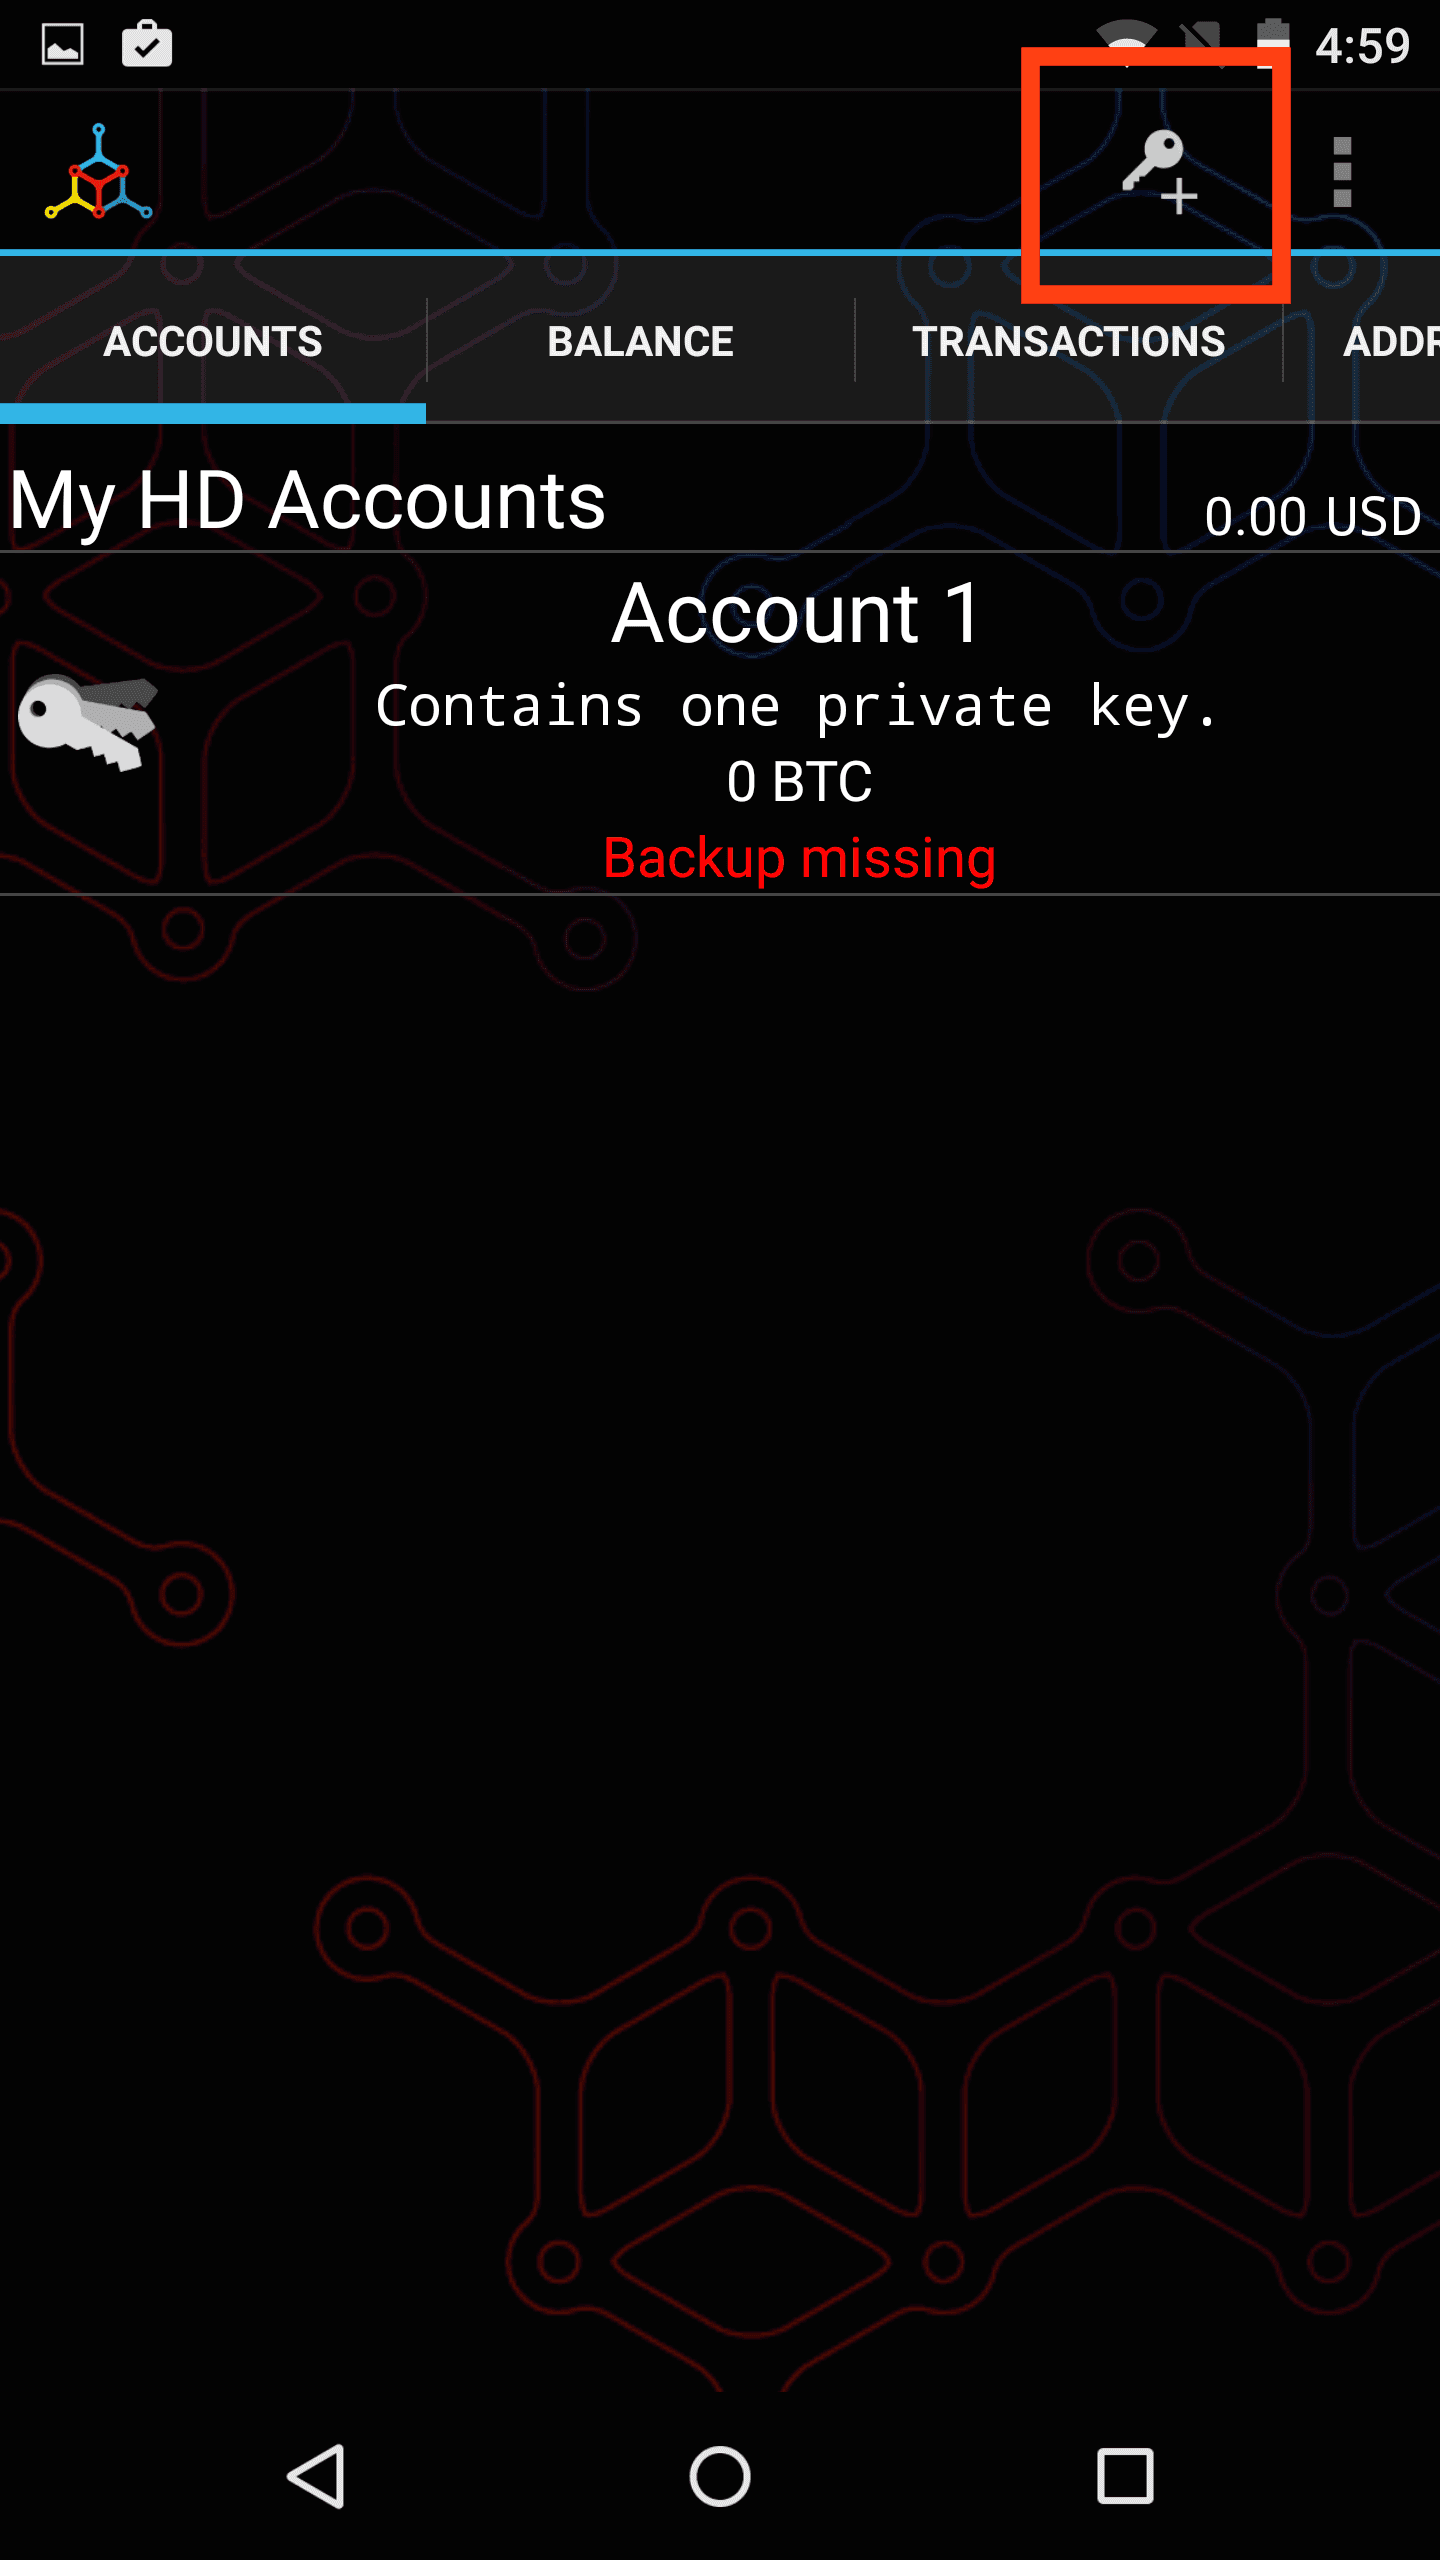 4:59
ACCOUNTS
BALANCE
TRANSACTIONS
ADDR
My HD Accounts
0.00 USD
Account 1
Contains one private key.
0 BTC
Backup missing